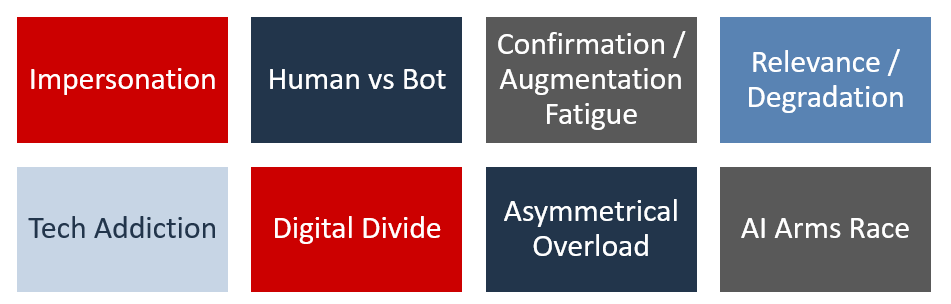 Impersonation
Human vs Bot
Confirmation /
Augmentation
Fatigue
Relevance /
Degradation
Tech Addiction
Digital Divide
Asymmetrical
Overload
AI Arms Race